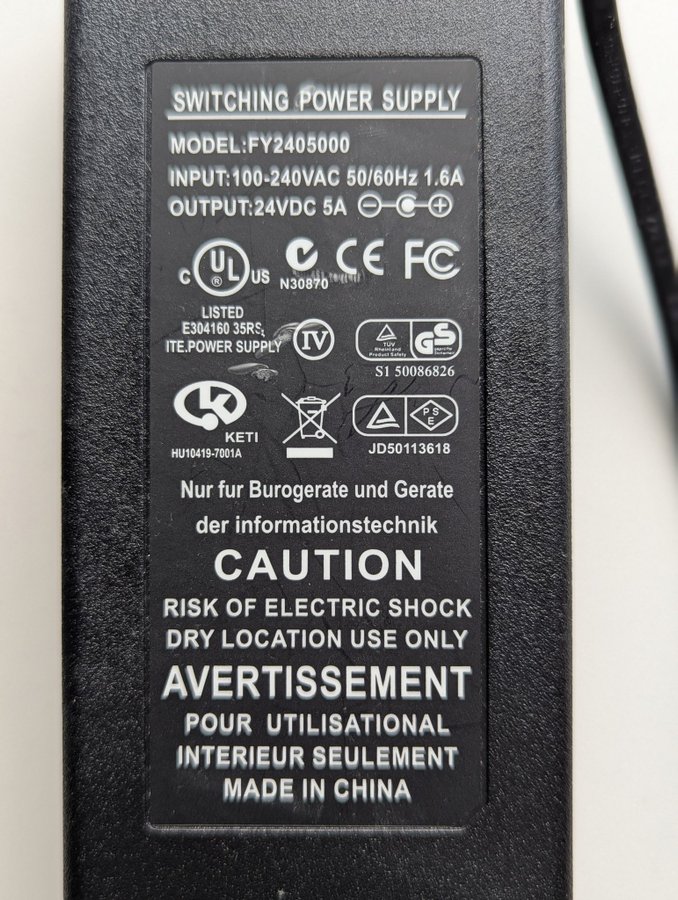 SWITCHING POWER SUPPLY
MODEL:FY2405000
INPUT:100-240VAC 50/60Hz 1.6A
OUTPUT:24VDC 5A
C UL US ®
N30870
CE FC
LISTED
E304160 35RS
ITE.POWER SUPPLY
IV
TÜV
Rheinland
Product Safety
GS
geprüfte
Sicherheit
S1 50086826
KETI
HU10419-7001A
PSE
JD50113618
Nur fur Burogerate und Gerate
der informationstechnik
CAUTION
RISK OF ELECTRIC SHOCK
DRY LOCATION USE ONLY
AVERTISSEMENT
POUR UTILISATIONAL
INTERIEUR SEULEMENT
MADE IN CHINA